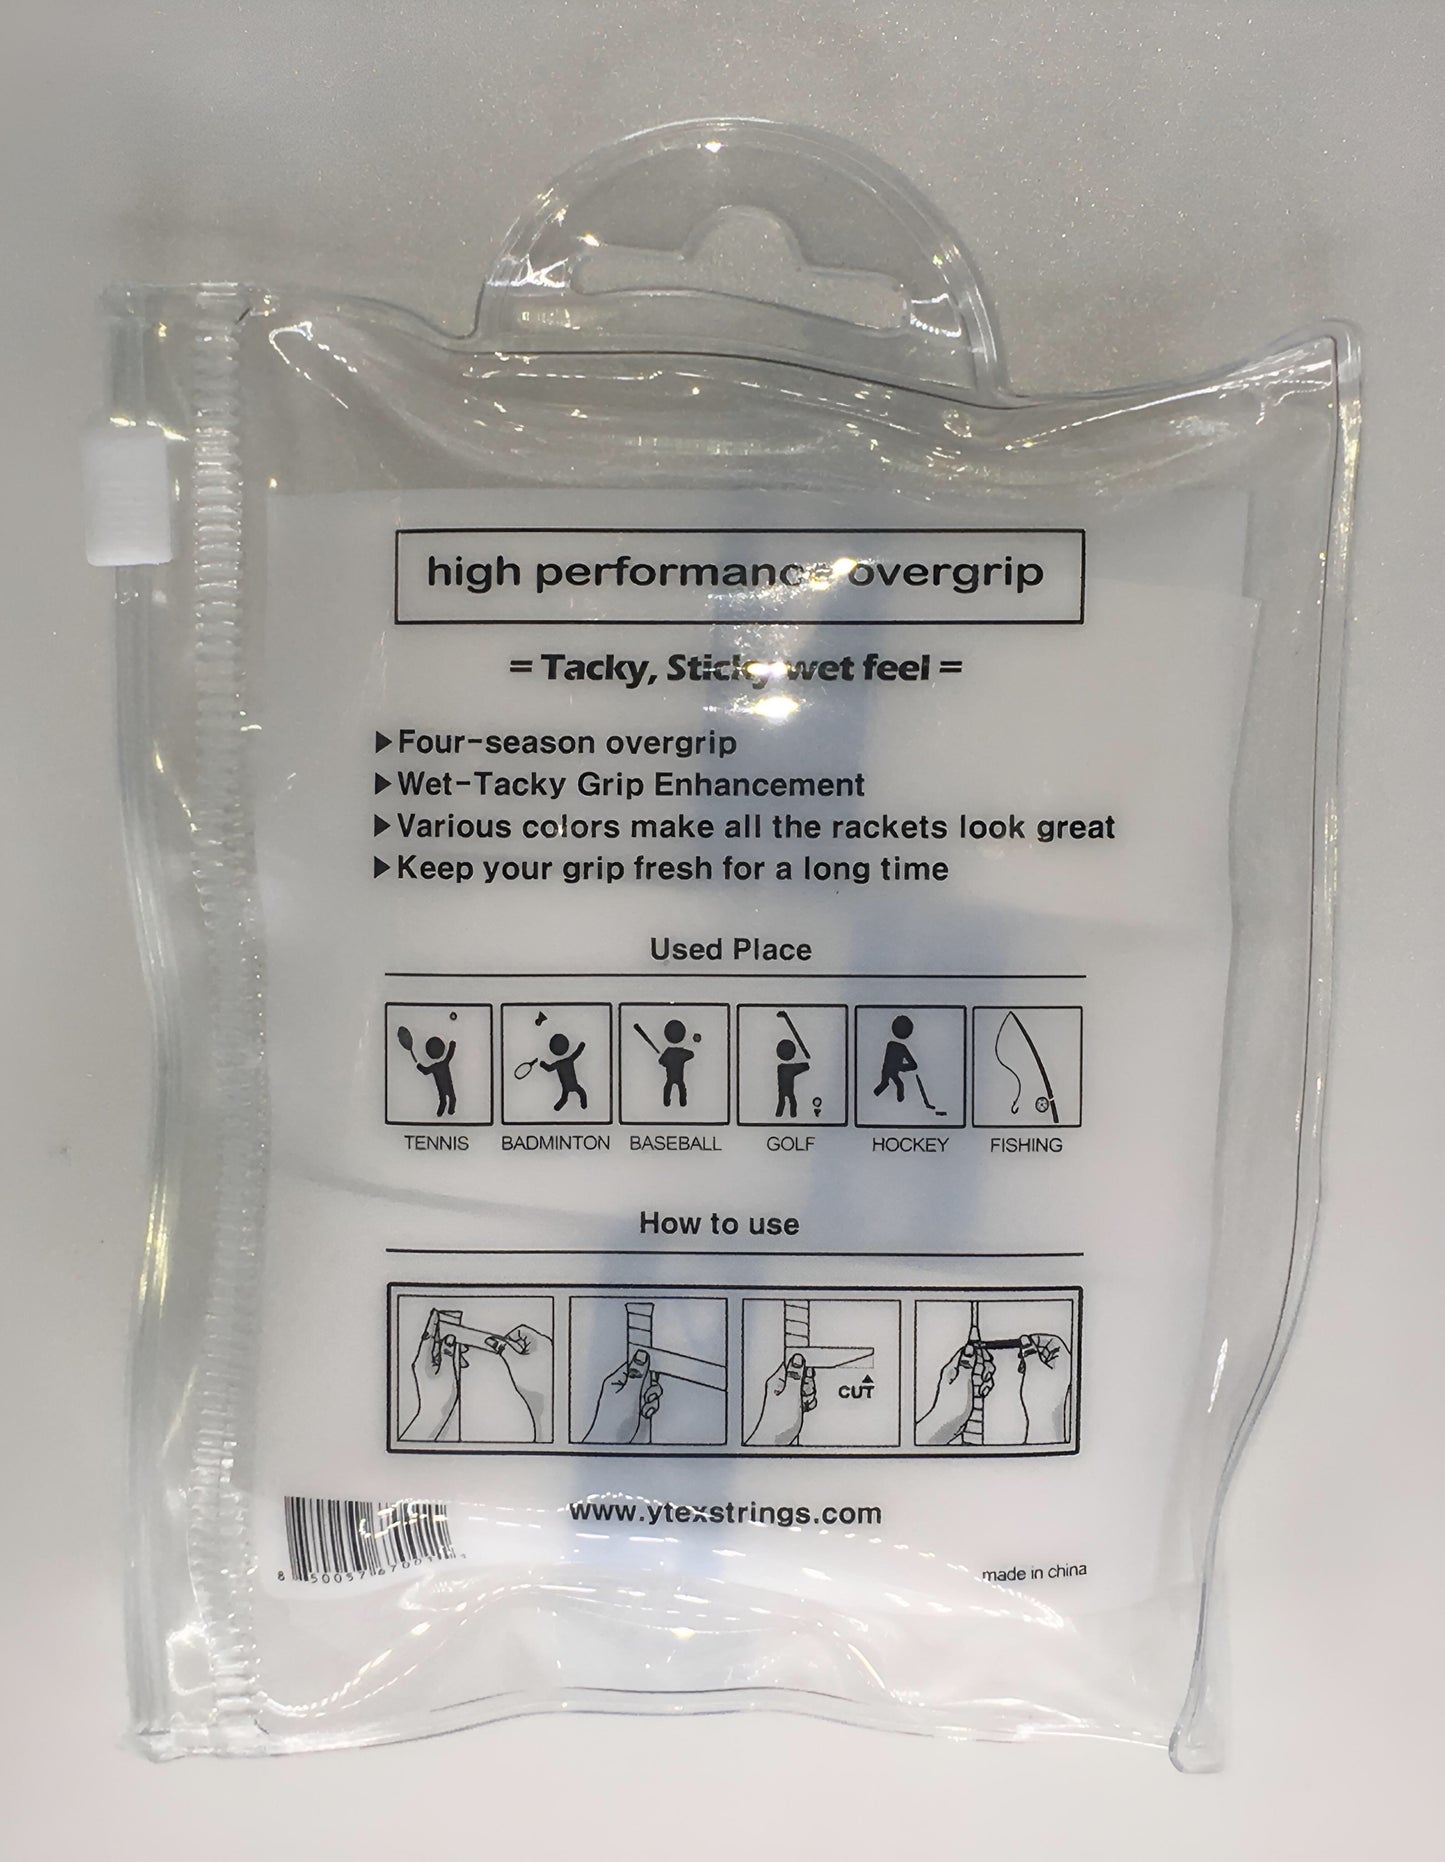 high performance overgrip
= Tacky, Sticky wet feel =
▶Four-season overgrip
▶Wet-Tacky Grip Enhancement
▶Various colors make all the rackets look great
▶Keep your grip fresh for a long time
Used Place
TENNIS BADMINTON BASEBALL GOLF HOCKEY FISHING
How to use
CUT
www.ytexstrings.com
made in china